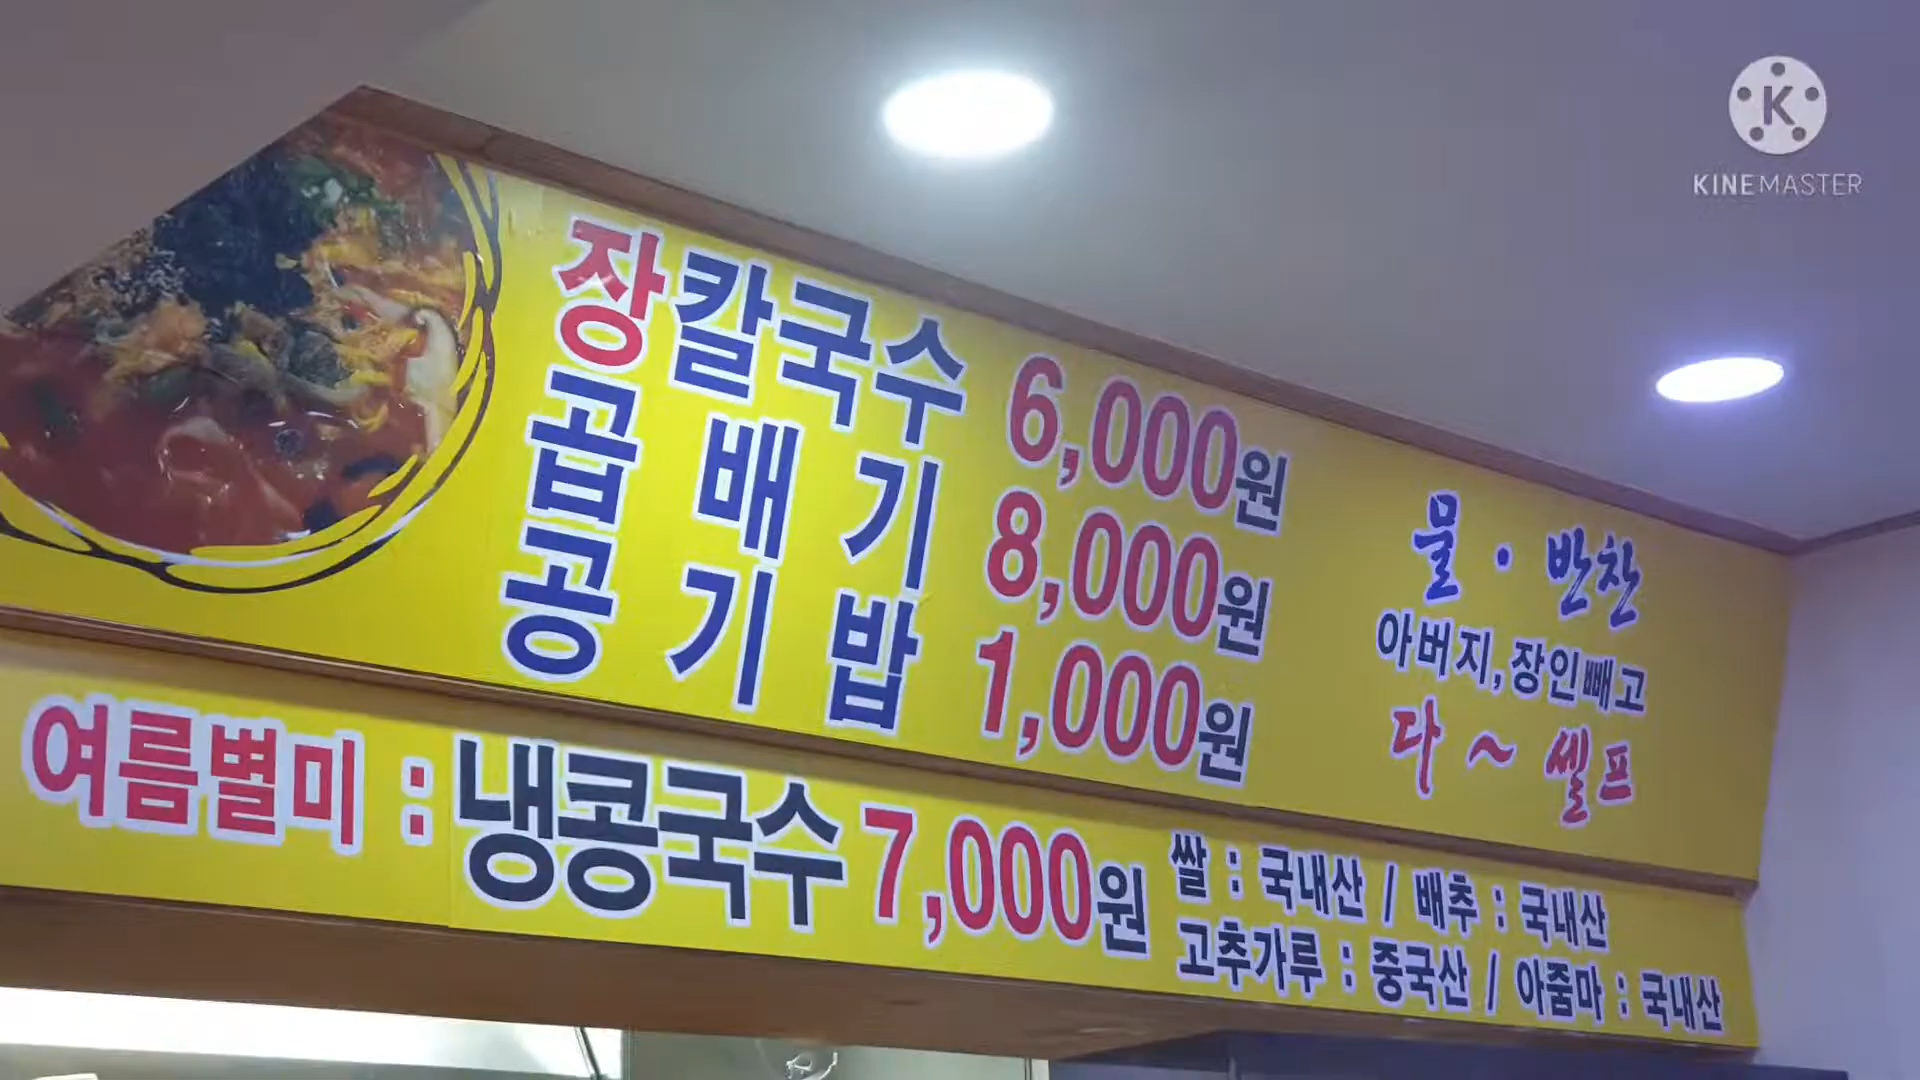 장칼국수 6,000원
곱배기 8,000원
공기밥 1,000원
물·반찬
아버지,장인빼고
다~쎌프
여름별미 : 냉콩국수 7,000원
쌀 : 국내산 / 배추 : 국내산
고추가루 : 중국산 / 아줌마 : 국내산
K
KINEMASTER